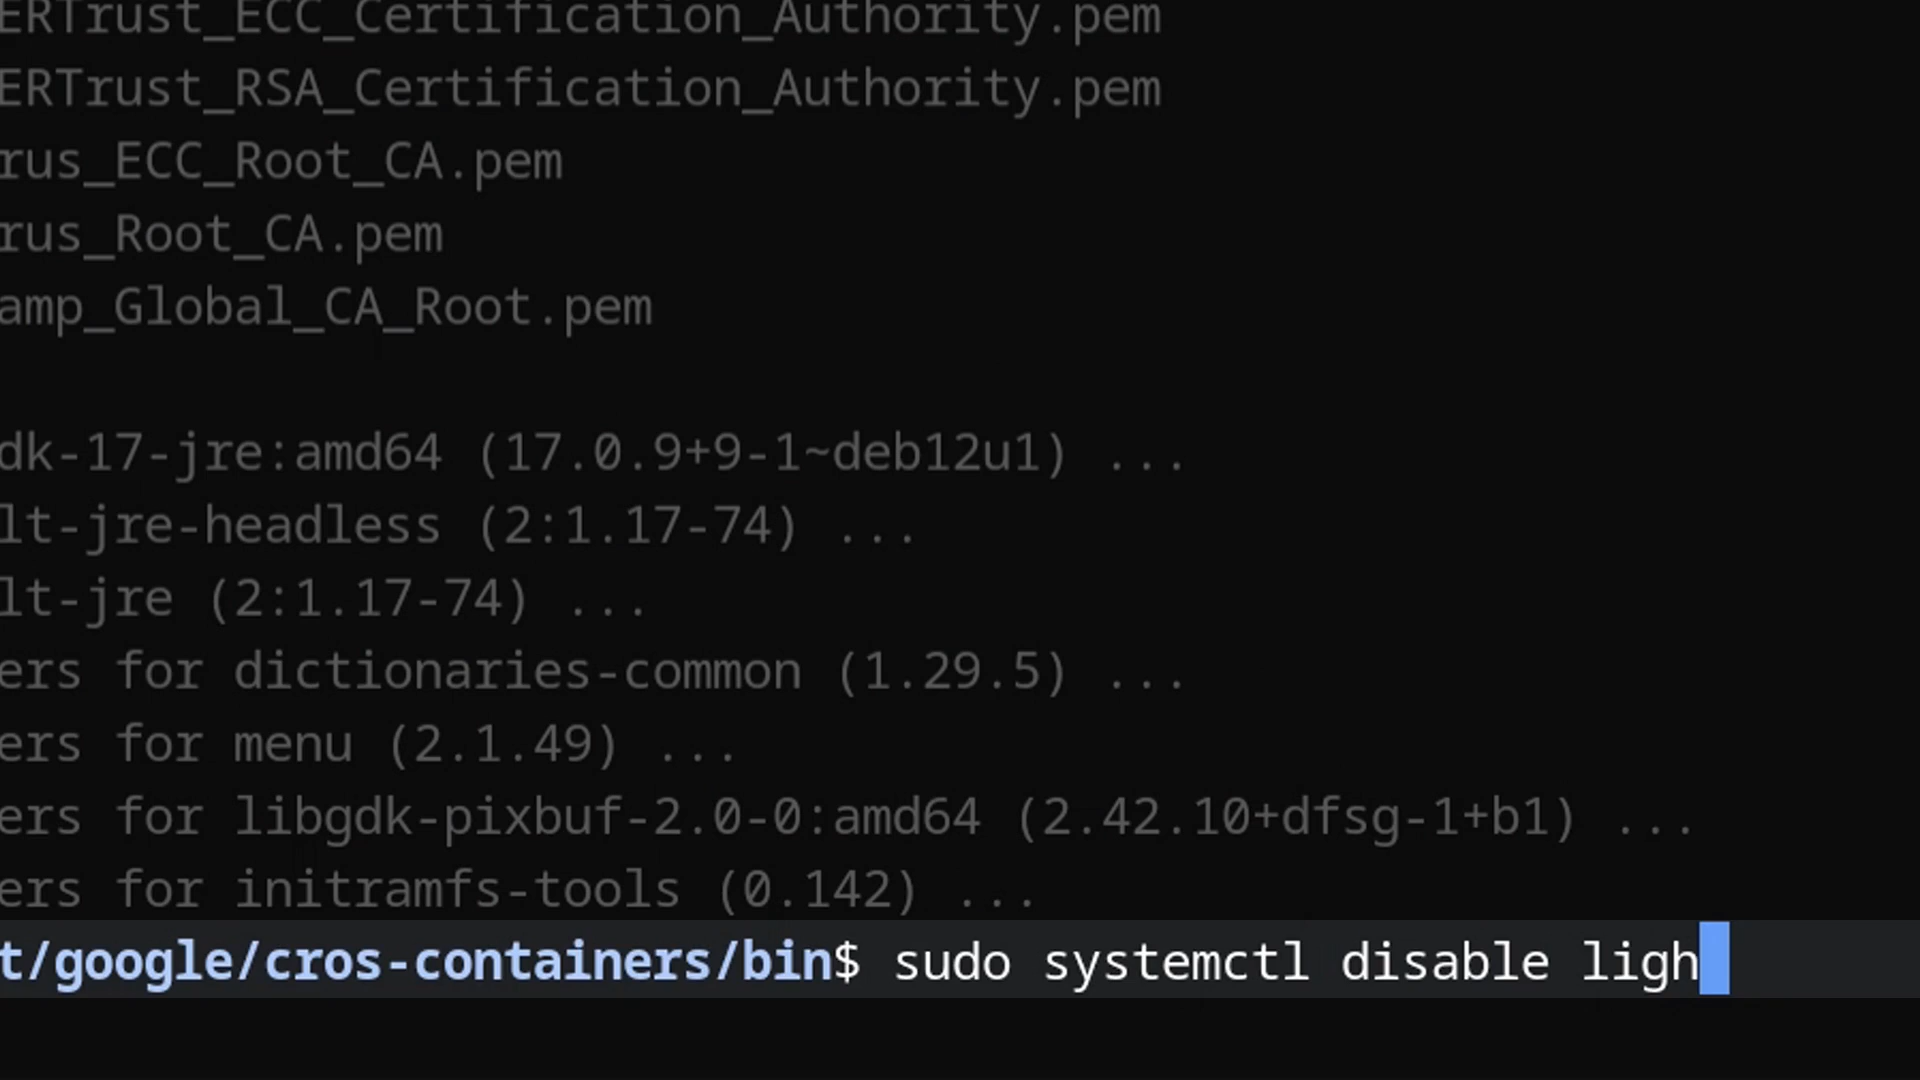 ERTrust_ECC_Certification_Authority.pem
ERTrust_RSA_Certification_Authority.pem
rus_ECC_Root_CA.pem
rus_Root_CA.pem
amp_Global_CA_Root.pem
dk-17-jre:amd64 (17.0.9+9-1~deb12u1) ...
lt-jre-headless (2:1.17-74) ...
lt-jre (2:1.17-74) ...
ers for dictionaries-common (1.29.5) ...
ers for menu (2.1.49) ...
ers for libgdk-pixbuf-2.0-0:amd64 (2.42.10+dfsg-1+b1) ...
ers for initramfs-tools (0.142) ...
t/google/cros-containers/bin$ sudo systemctl disable ligh